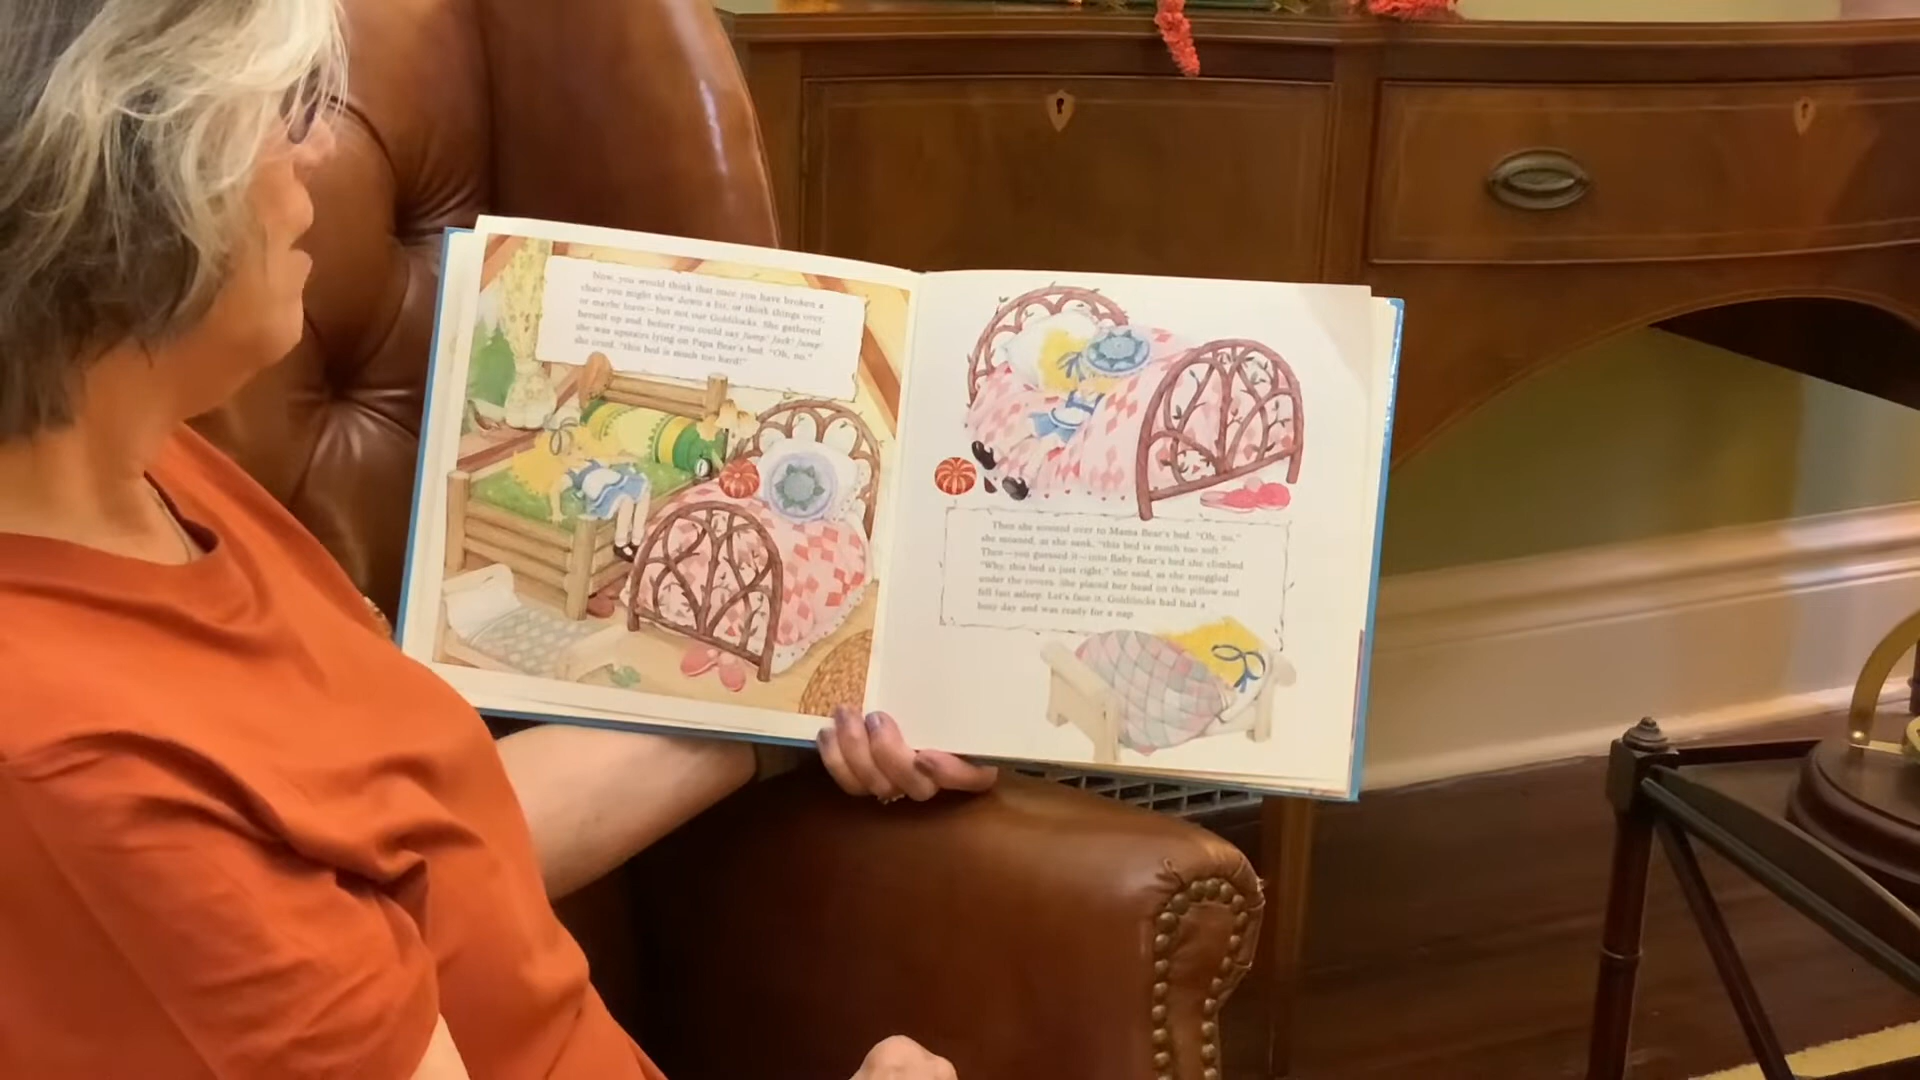 Now, you would think that once you have broken a
chair you might slow down a bit, or think things over,
or maybe learn—but not our Goldilocks. She gathered
herself up and, before you could say Jump! Jack! Jump!
she was upstairs lying on Papa Bear's bed. "Oh, no,"
she cried, "this bed is much too hard!"
Then she scooted over to Mama Bear's bed. "Oh, no,"
she moaned, as she sank, "this bed is much too soft."
Then—you guessed it—into Baby Bear's bed she climbed.
"Why, this bed is just right," she said, as she snuggled
under the covers. She placed her head on the pillow and
fell fast asleep. Let's face it, Goldilocks had had a
busy day and was ready for a nap.